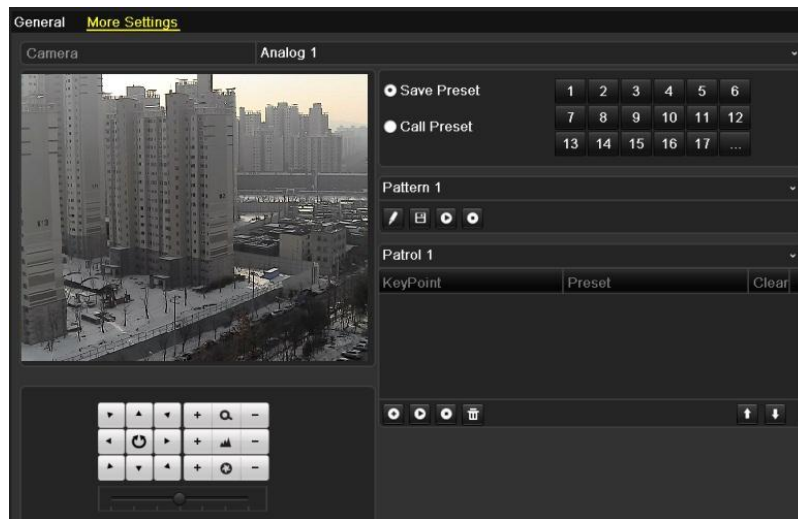 General More Settings
Camera Analog 1
Save Preset
Call Preset
1 2 3 4 5 6
7 8 9 10 11 12
13 14 15 16 17 ...
Pattern 1
Patrol 1
KeyPoint Preset Clear